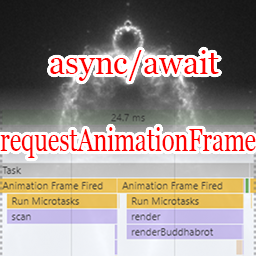 async/await
24.7 ms
requestAnimationFrame
Task
Animation Frame Fired Animation Frame Fired
Run Microtasks Run Microtasks
scan render
renderBuddhabrot